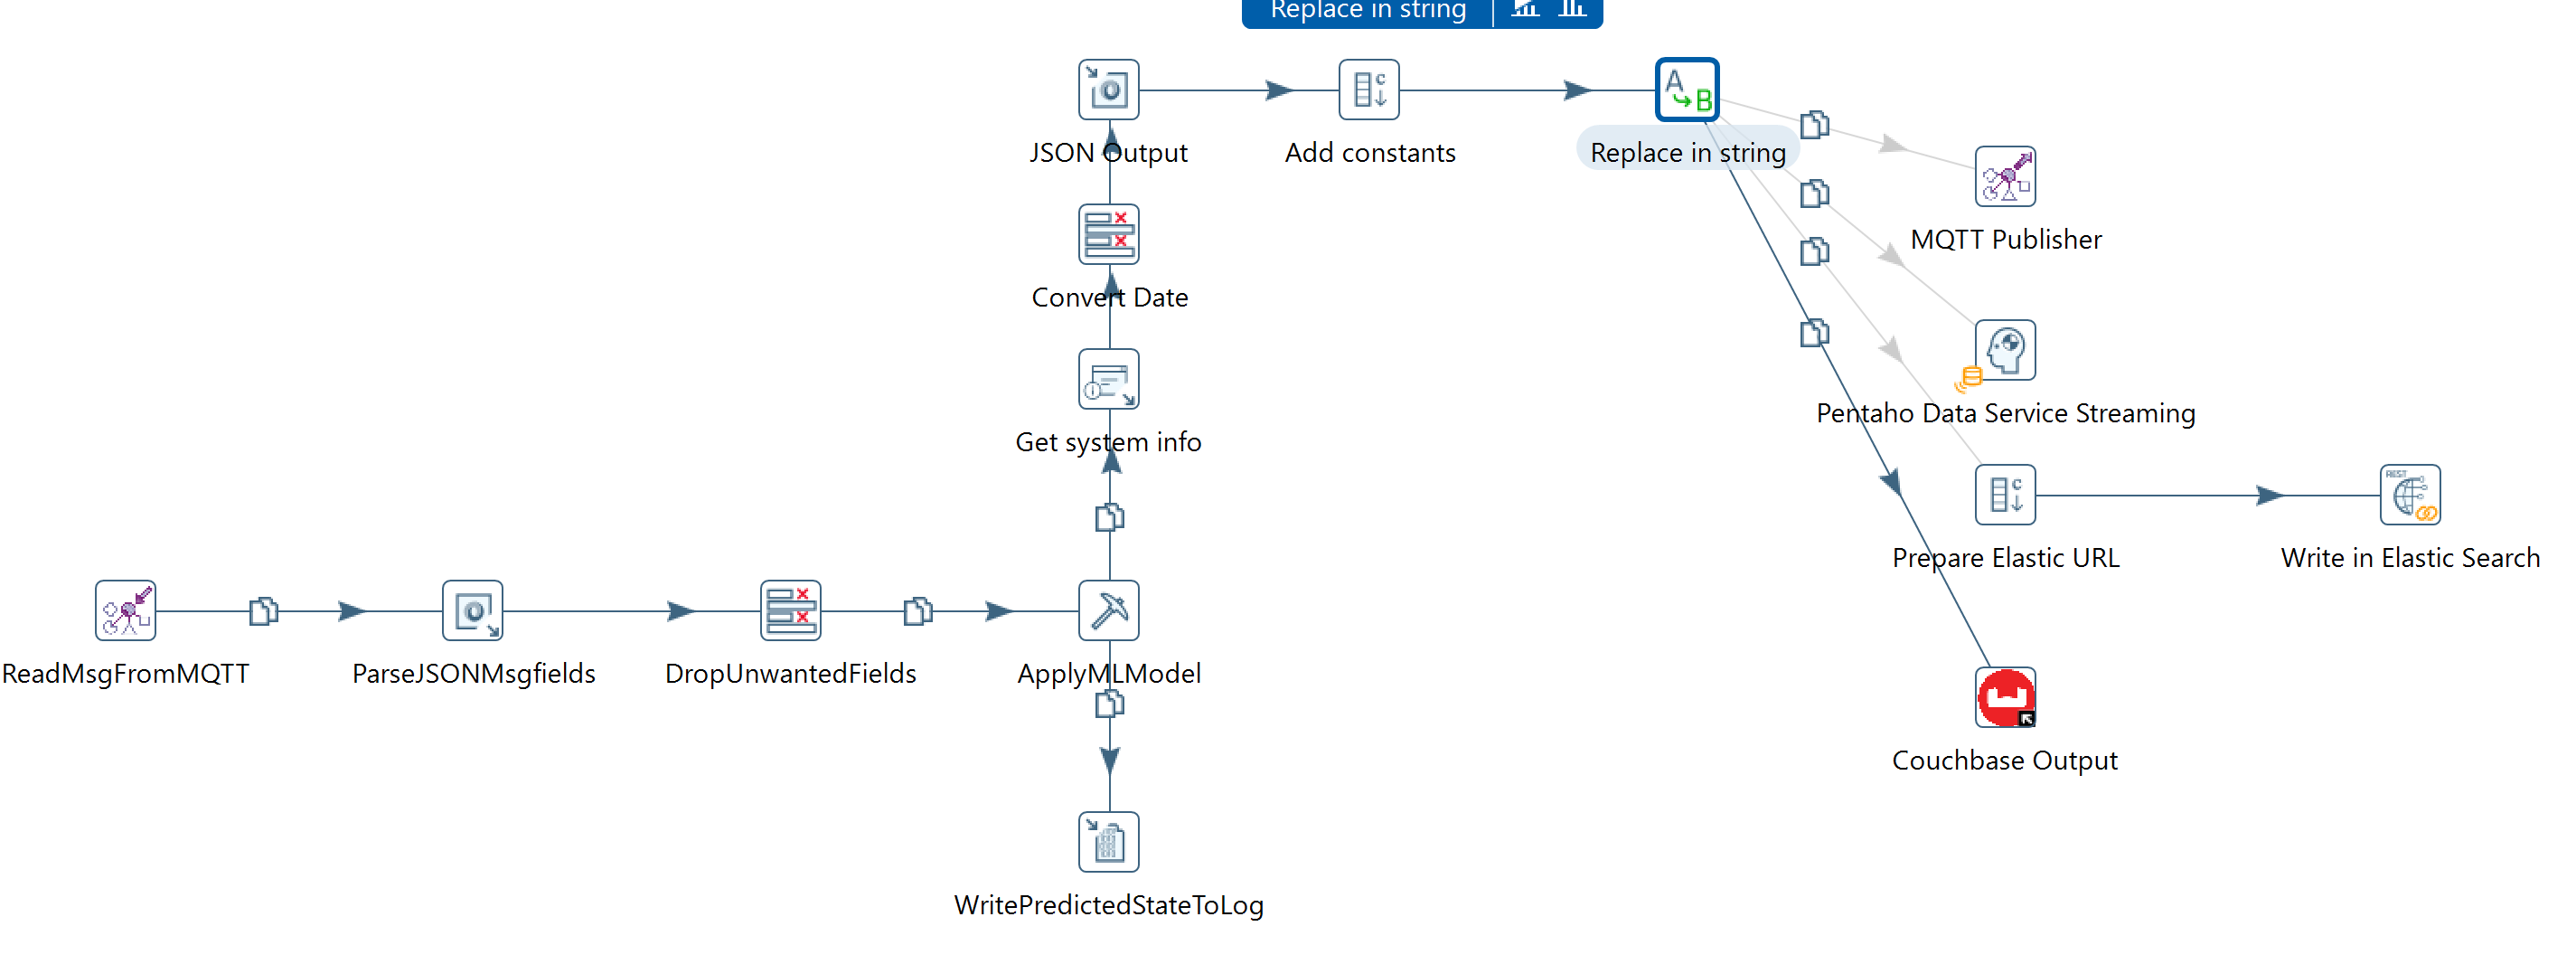 Replace in string
JSON Output
Add constants
Replace in string
MQTT Publisher
Convert Date
Pentaho Data Service Streaming
Get system info
REST
Prepare Elastic URL
Write in Elastic Search
ReadMsgFromMQTT
ParseJSONMsgfields
DropUnwantedFields
ApplyMLModel
Couchbase Output
WritePredictedStateToLog